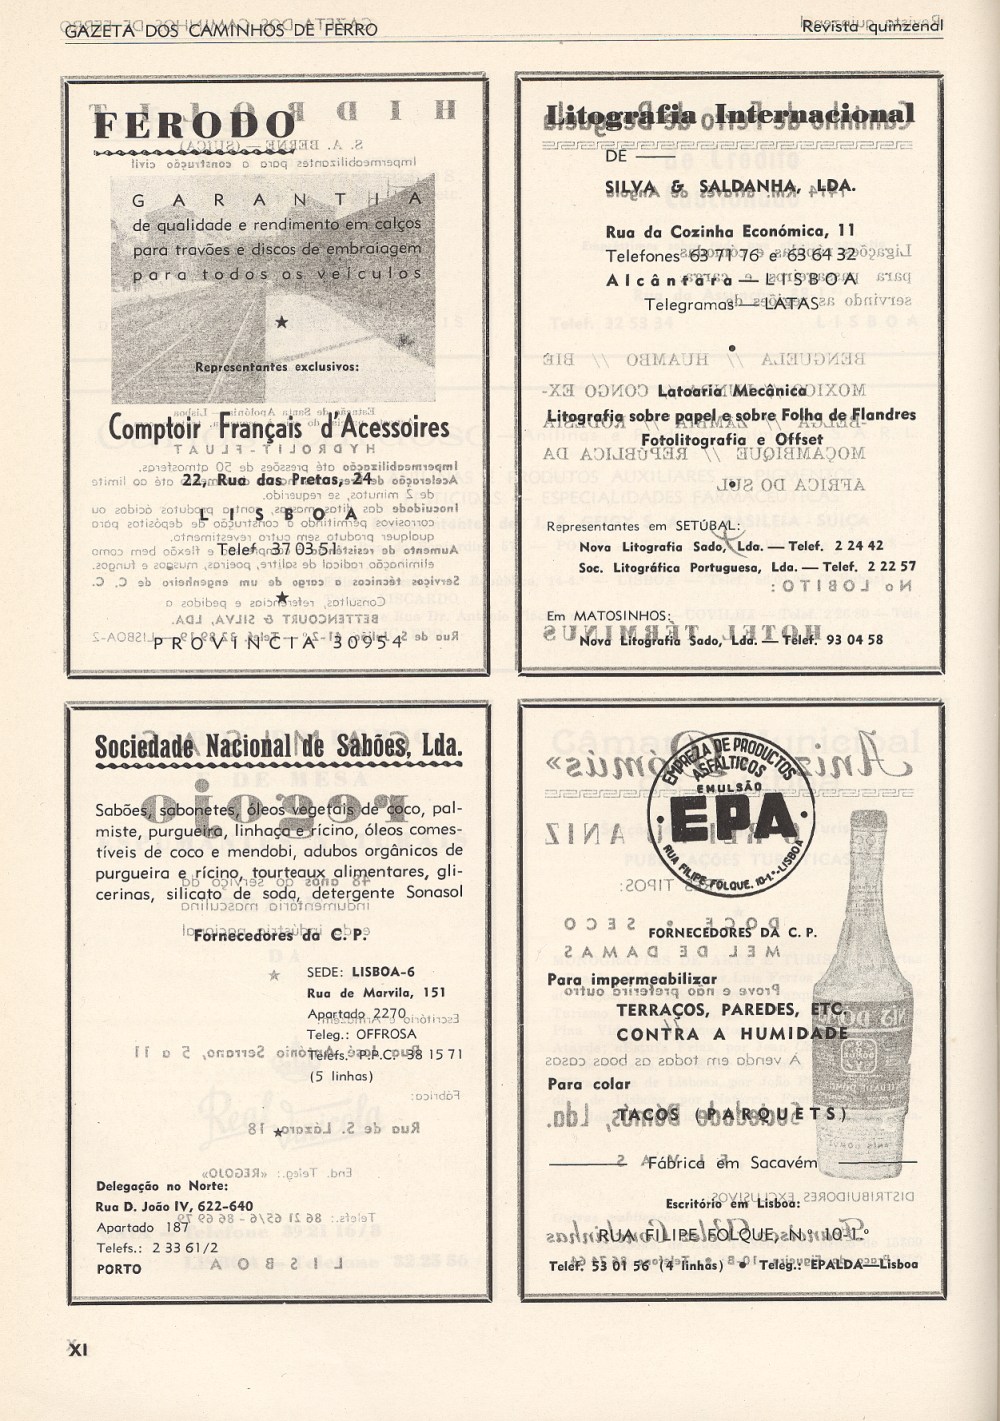 GAZETA DOS CAMINHOS DE FERRO
Revista quinzenal
FERODO
GARANTIA
de qualidade e rendimento em calços
para travões e discos de embraiagem
para todos os veículos
★
Representantes exclusivos:
Comptoir Français d'Acessoires
22, Rua das Pretas, 24
LISBOA
Telef. 37 03 51
★
PROVINCIA 30954
Litografia Internacional
DE ——
SILVA & SALDANHA, LDA.
Rua da Cozinha Económica, 11
Telefones 63 71 76 e 63 64 32
Alcântara — LISBOA
Telegramas — LATAS
•
Latoaria Mecânica
Litografia sobre papel e sobre Folha de Flandres
Fotolitografia e Offset
•
Representantes em SETÚBAL:
Nova Litografia Sado, Lda. — Telef. 2 24 42
Soc. Litográfica Portuguesa, Lda. — Telef. 2 22 57
Em MATOSINHOS:
Nova Litografia Sado, Lda. — Telef. 93 04 58
Sociedade Nacional de Sabões, Lda.
Sabões, sabonetes, óleos vegetais de coco, pal-
miste, purgueira, linhaça e rícino, óleos comes-
tíveis de coco e mendobi, adubos orgânicos de
purgueira e rícino, tourteaux alimentares, gli-
cerinas, silicato de soda, detergente Sonasol
Fornecedores da C. P.
★
SEDE: LISBOA-6
Rua de Marvila, 151
Apartado 2270
Teleg.: OFFROSA
Telefs. P.P.C. 38 15 71
(5 linhas)
★
Delegação no Norte:
Rua D. João IV, 622-640
Apartado 187
Telefs.: 2 33 61/2
PORTO
EMPREZA DE PRODUCTOS
ASFÁLTICOS
EMULSÃO
EPA
RUA FILIPE FOLQUE, 10-1.º-LISBOA
FORNECEDORES DA C. P.
Para impermeabilizar
TERRAÇOS, PAREDES, ETC.
CONTRA A HUMIDADE
Para colar
TACOS (PARQUETS)
Fábrica em Sacavém
Escritório em Lisboa:
RUA FILIPE FOLQUE, N.º 10-1.º
Telef. 53 01 56 (4 linhas) • Teleg.: EPALDA—Lisboa
XI